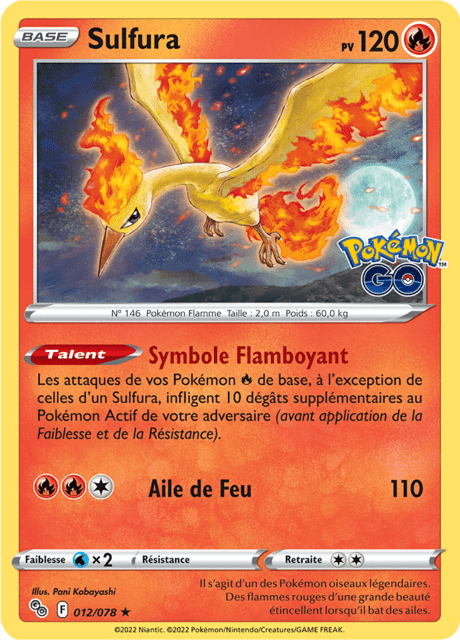 BASE Sulfura PV 120
POKÉMON™
GO
N° 146 Pokémon Flamme Taille : 2,0 m Poids : 60,0 kg
Talent Symbole Flamboyant
Les attaques de vos Pokémon de base, à l'exception de
celles d'un Sulfura, infligent 10 dégâts supplémentaires au
Pokémon Actif de votre adversaire (avant application de la
Faiblesse et de la Résistance).
Aile de Feu 110
Faiblesse ×2 Résistance Retraite
Illus. Pani Kobayashi
GO F 012/078 ★
Il s'agit d'un des Pokémon oiseaux légendaires.
Des flammes rouges d'une grande beauté
étincellent lorsqu'il bat des ailes.
©2022 Niantic. ©2022 Pokémon/Nintendo/Creatures/GAME FREAK.